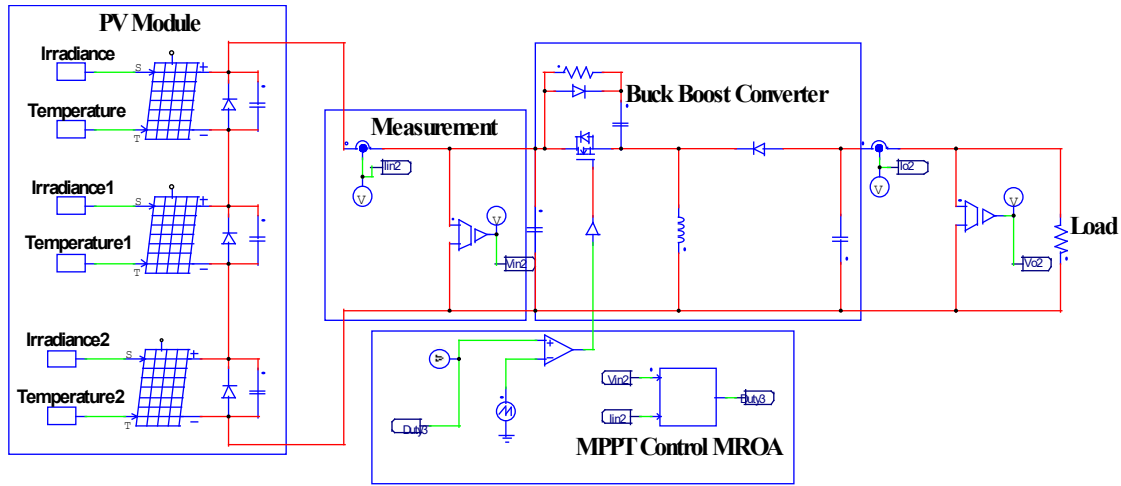 PV Module
Irradiance
S
+
Temperature
T
−
Irradiance1
S
+
Temperature1
T
−
Irradiance2
S
+
Temperature2
T
−
Measurement
Iin2
V
V
Vin2
Buck Boost Converter
Io2
V
V
Vo2
Load
V
+
−
Duty3
Vin2
Iin2
Duty3
MPPT Control MROA